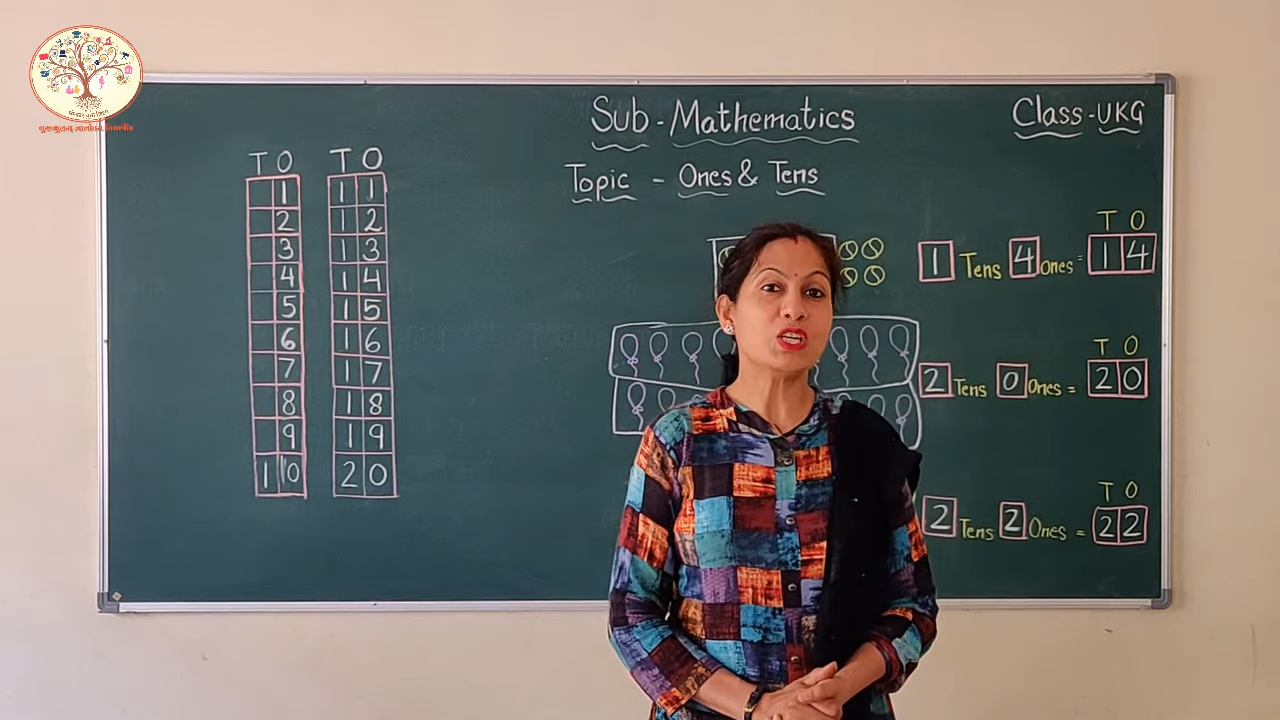 Sub - Mathematics
Class - UKG
Topic - Ones & Tens
T O
1
2
3
4
5
6
7
8
9
1 0
T O
1 1
1 2
1 3
1 4
1 5
1 6
1 7
1 8
1 9
2 0
T O
1 Tens 4 Ones = 1 4
T O
2 Tens 0 Ones = 2 0
T O
2 Tens 2 Ones = 2 2